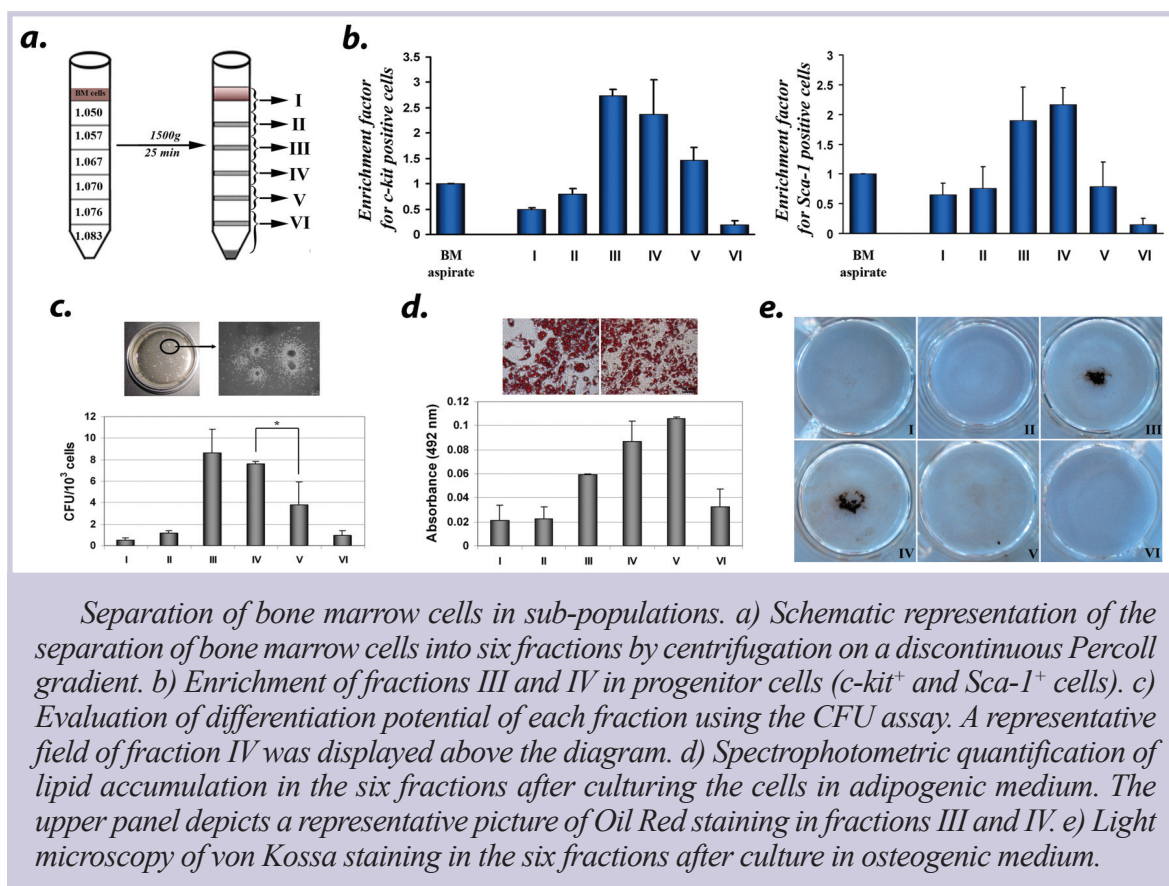 a.
BM cells
1.050
1.057
1.067
1.070
1.076
1.083
1500g
25 min
I
II
III
IV
V
VI
b.
Enrichment factor
for c-kit positive cells
3.5
3
2.5
2
1.5
1
0.5
0
BM
aspirate
I II III IV V VI
Enrichment factor
for Sca-1 positive cells
3
2.5
2
1.5
1
0.5
0
BM
aspirate
I II III IV V VI
c.
CFU/10³ cells
12
10
8
6
4
2
0
*
I II III IV V VI
d.
Absorbance (492 nm)
0.12
0.1
0.08
0.06
0.04
0.02
0
I II III IV V VI
e.
I
II
III
IV
V
VI
Separation of bone marrow cells in sub-populations. a) Schematic representation of the
separation of bone marrow cells into six fractions by centrifugation on a discontinuous Percoll
gradient. b) Enrichment of fractions III and IV in progenitor cells (c-kit⁺ and Sca-1⁺ cells). c)
Evaluation of differentiation potential of each fraction using the CFU assay. A representative
field of fraction IV was displayed above the diagram. d) Spectrophotometric quantification of
lipid accumulation in the six fractions after culturing the cells in adipogenic medium. The
upper panel depicts a representative picture of Oil Red staining in fractions III and IV. e) Light
microscopy of von Kossa staining in the six fractions after culture in osteogenic medium.